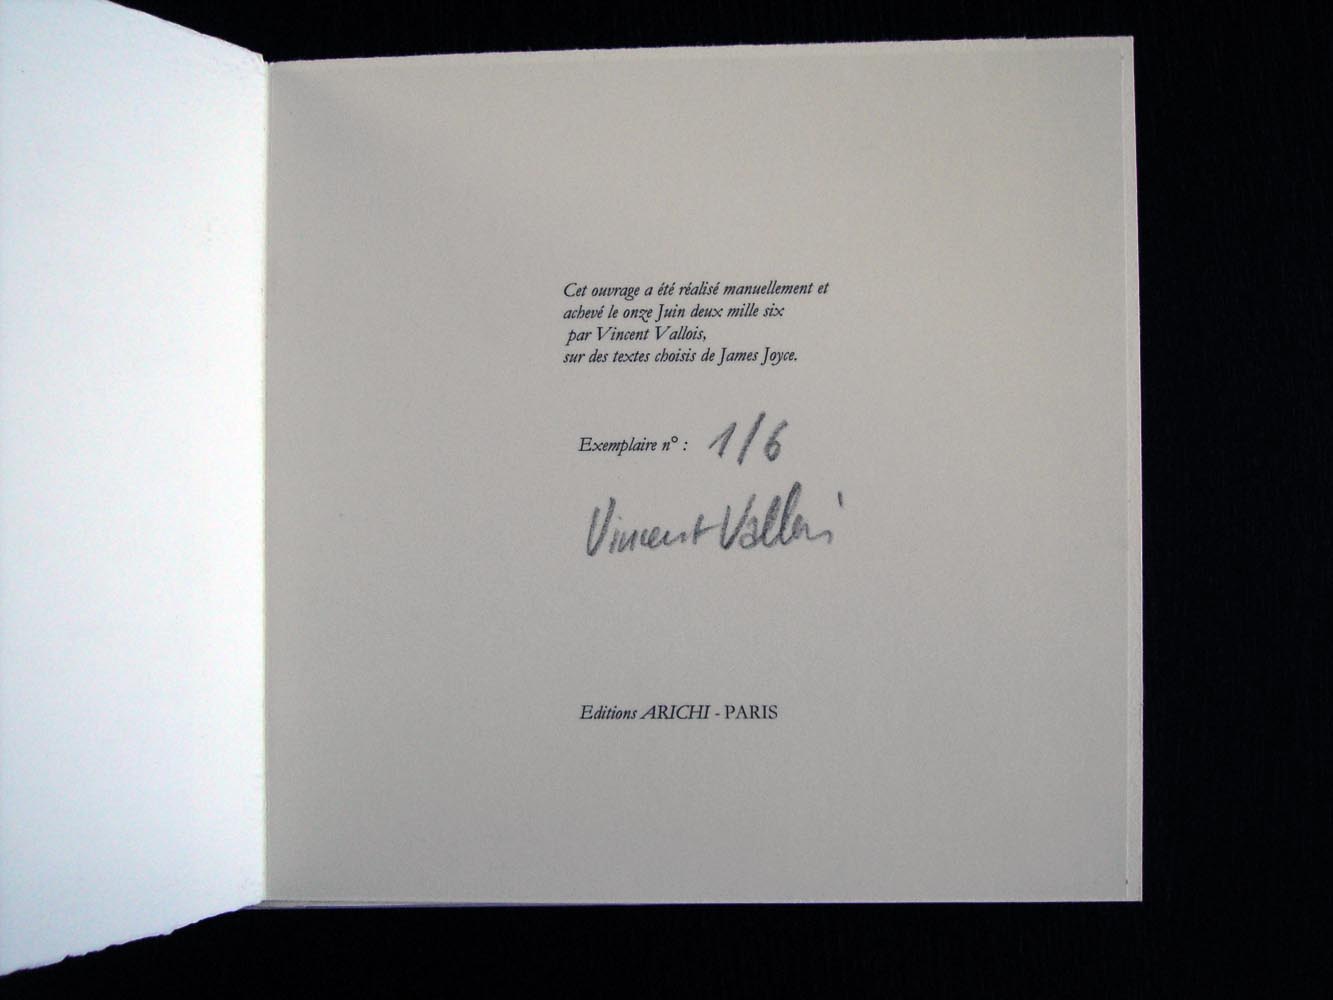 Cet ouvrage a été réalisé manuellement et
achevé le onze Juin deux mille six
par Vincent Vallois,
sur des textes choisis de James Joyce.
Exemplaire n° : 1/6
Vincent Vallois
Editions ARICHI - PARIS